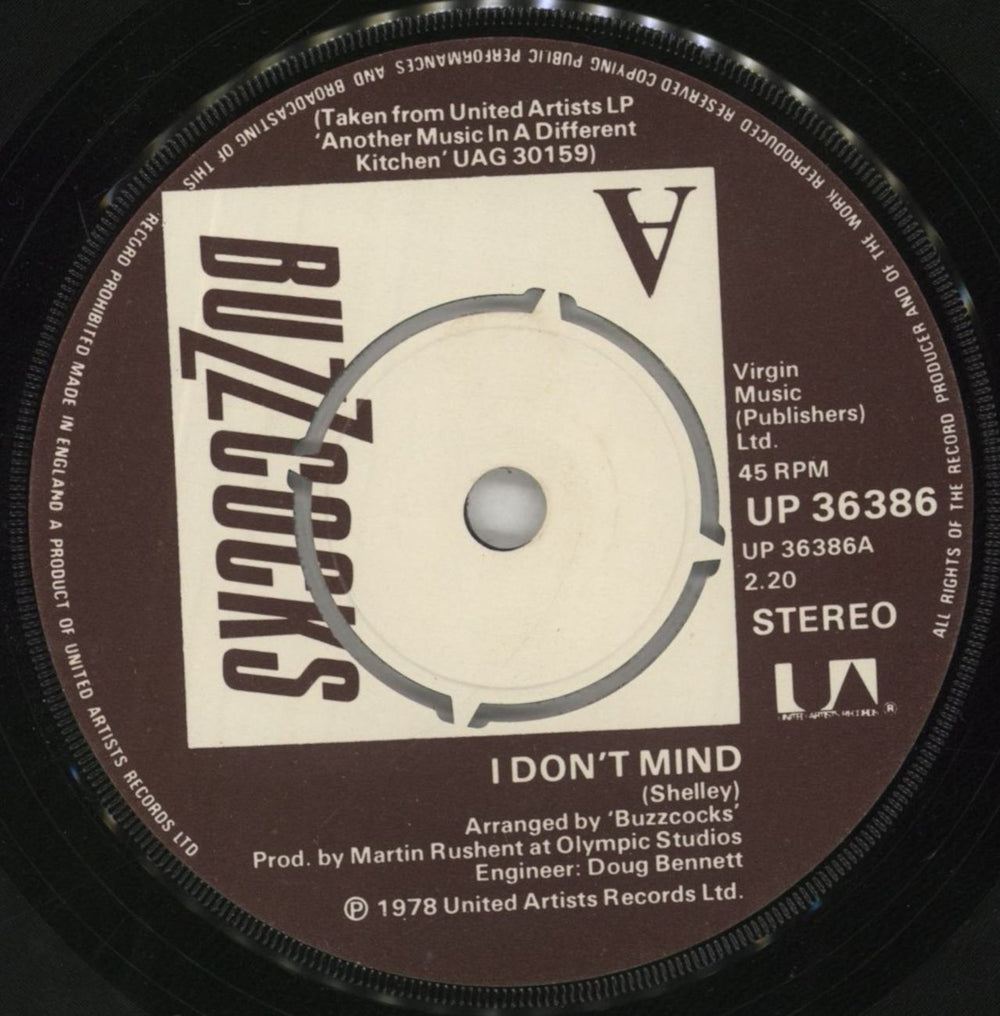 (Taken from United Artists LP
'Another Music In A Different
Kitchen' UAG 30159)
A
BUZZCOCKS
Virgin
Music
(Publishers)
Ltd.
45 RPM
UP 36386
UP 36386A
2.20
STEREO
UA
UNITED ARTISTS RECORDS ®
I DON'T MIND
(Shelley)
Arranged by 'Buzzcocks'
Prod. by Martin Rushent at Olympic Studios
Engineer: Doug Bennett
℗ 1978 United Artists Records Ltd.
ALL RIGHTS OF THE RECORD PRODUCER AND OF THE WORK REPRODUCED RESERVED COPYING PUBLIC PERFORMANCES AND BROADCASTING OF THIS RECORD PROHIBITED MADE IN ENGLAND A PRODUCT OF UNITED ARTISTS RECORDS LTD